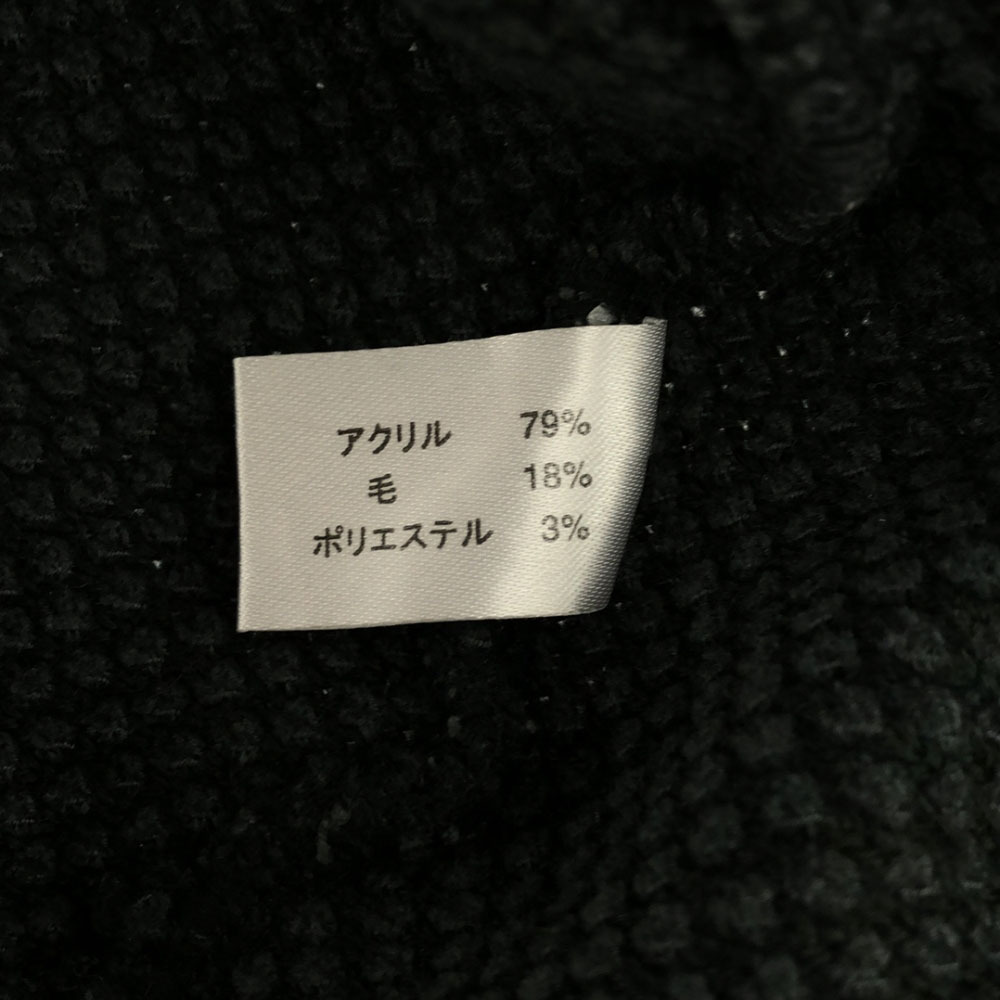 アクリル 79%
毛 18%
ポリエステル 3%